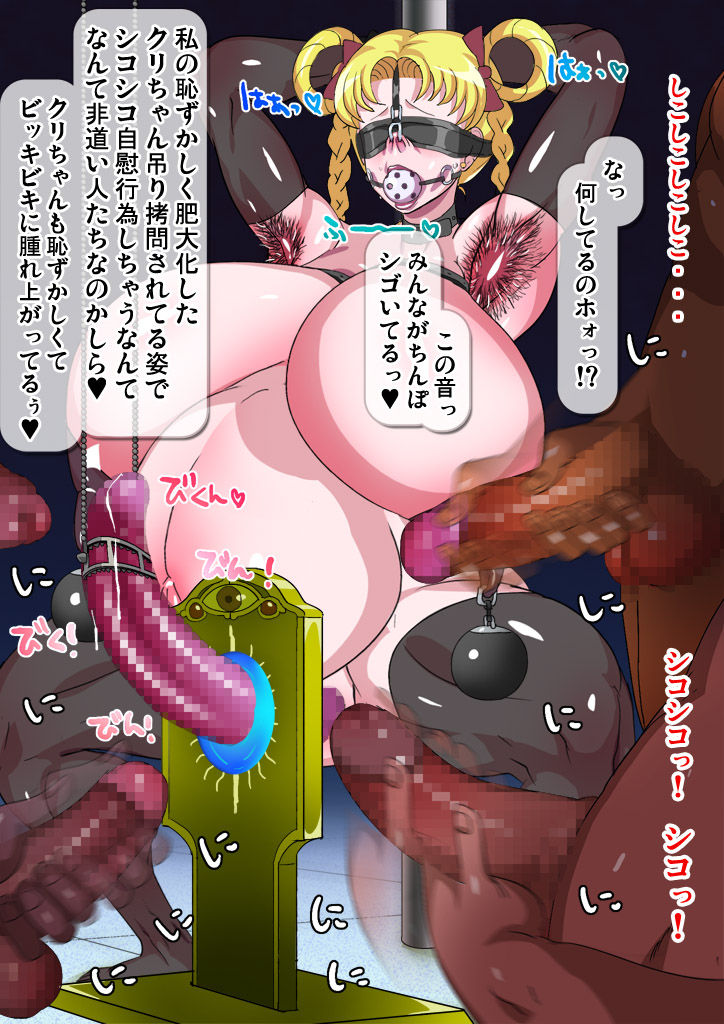 しこしこしこしこ・・・・
なっ
何してるのホォっ!?
この音っ
みんながちんぽ
シゴいてるっ♥
私の恥ずかしく肥大化した
クリちゃん吊り拷問されてる姿で
シコシコ自慰行為しちゃうなんて
なんて非道い人たちなのかしら♥
クリちゃんも恥ずかしくて
ビッキビキに腫れ上がってるぅ♥
はぁっ♡
はぁぁっ♡
ふーーっ♡
びくんっ♡
びん!
びく!
びん!
シコシコっ! シコっ!
に
に
に
に
に
に
に
に
に